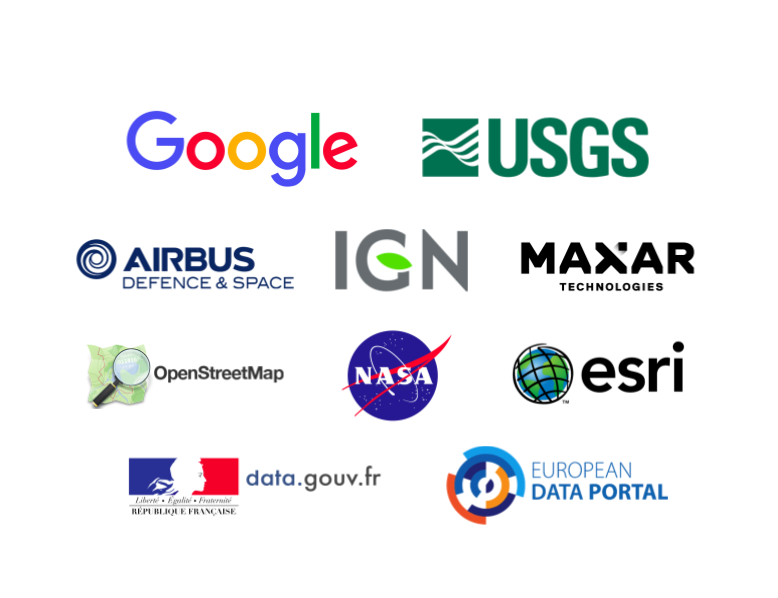 Google
USGS
AIRBUS
DEFENCE & SPACE
IGN
MAXAR
TECHNOLOGIES
OpenStreetMap
NASA
esri
TM
data.gouv.fr
Liberté • Égalité • Fraternité
RÉPUBLIQUE FRANÇAISE
EUROPEAN
DATA PORTAL